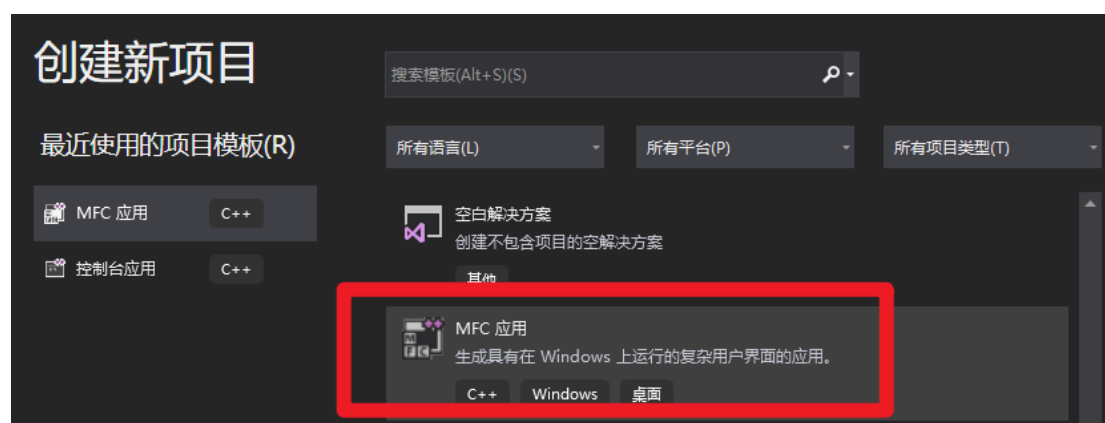 创建新项目
搜索模板(Alt+S)(S)
最近使用的项目模板(R)
所有语言(L)
所有平台(P)
所有项目类型(T)
MFC 应用
C++
控制台应用
C++
空白解决方案
创建不包含项目的空解决方案
其他
MFC 应用
生成具有在 Windows 上运行的复杂用户界面的应用。
C++ Windows 桌面